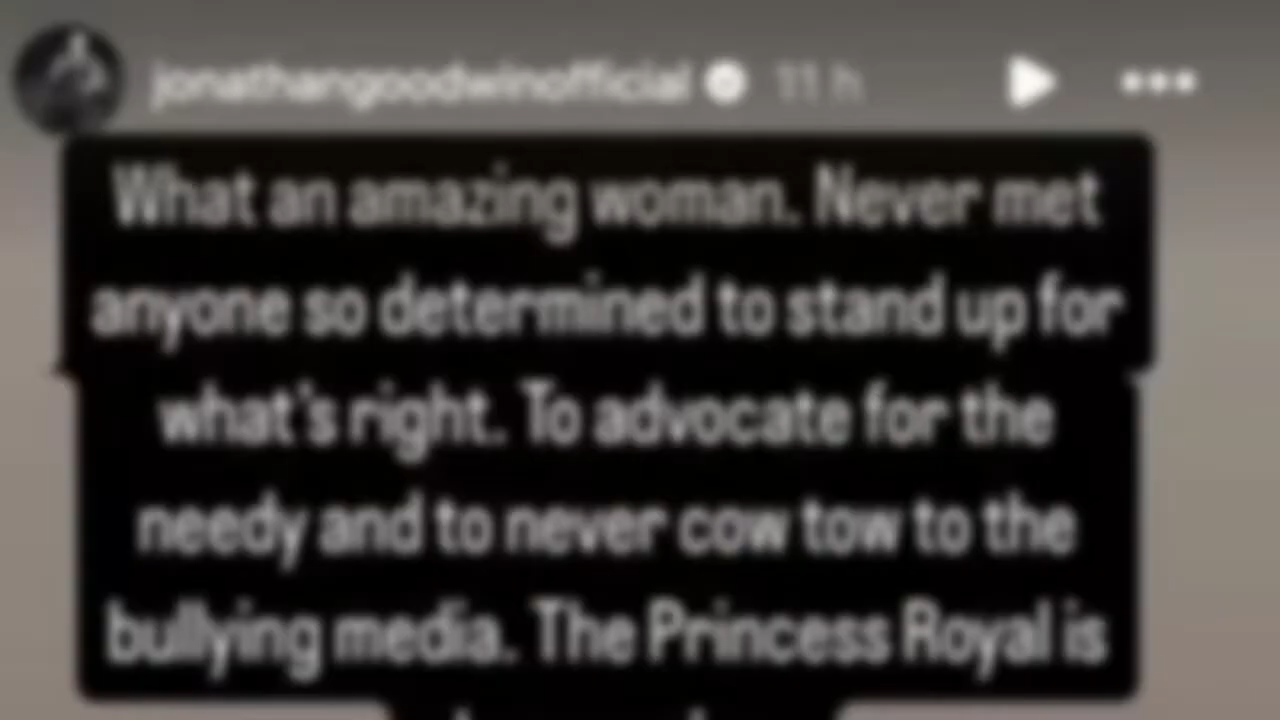 jonathangoodwinofficial 11 h
What an amazing woman. Never met
anyone so determined to stand up for
what's right. To advocate for the
needy and to never cow tow to the
bullying media. The Princess Royal is